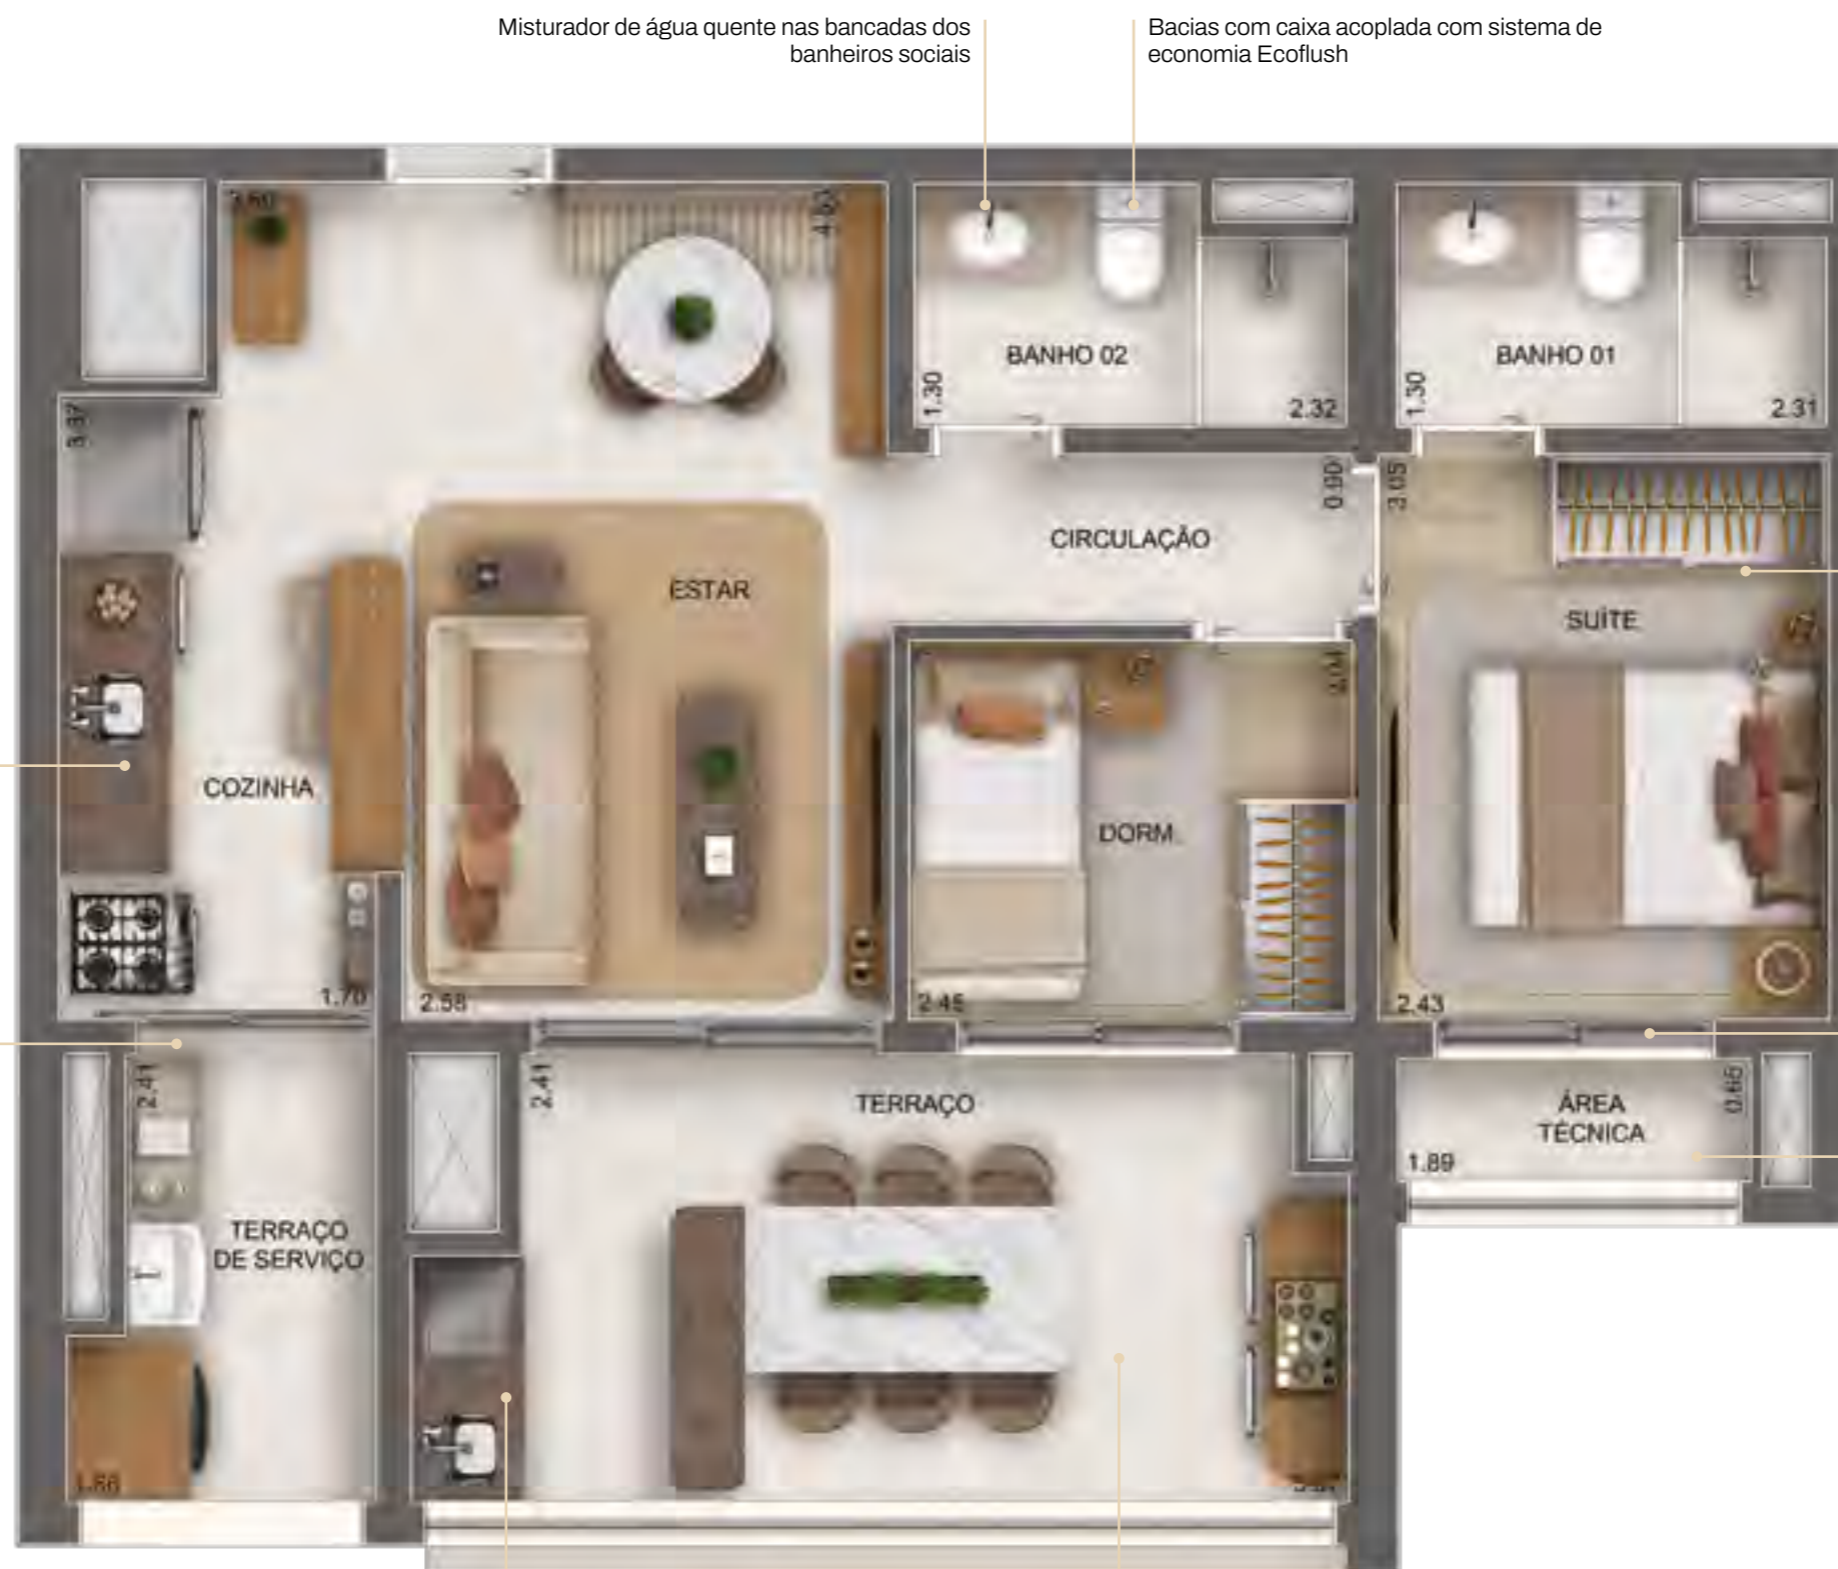 Misturador de água quente nas bancadas dos
banheiros sociais
Bacias com caixa acoplada com sistema de
economia Ecoflush
BANHO 02
1.30
2.32
BANHO 01
1.30
2.31
3.37
0.90
3.05
CIRCULAÇÃO
ESTAR
SUÍTE
COZINHA
DORM.
1.70
2.58
2.45
2.43
2.41
2.41
TERRAÇO
ÁREA
TÉCNICA
0.65
1.89
TERRAÇO
DE SERVIÇO
1.66